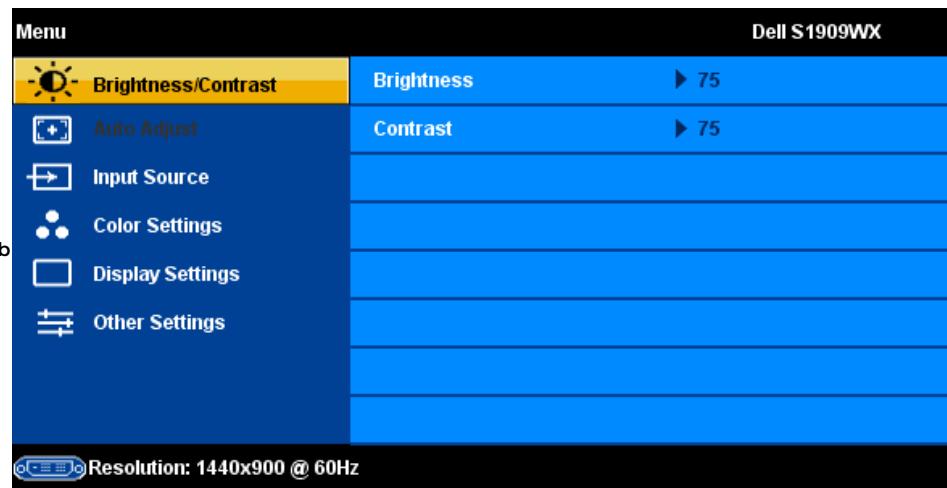 Menu Dell S1909WX
Brightness/Contrast Brightness 75
Auto Adjust Contrast 75
Input Source
Color Settings
b
Display Settings
Other Settings
Resolution: 1440x900 @ 60Hz